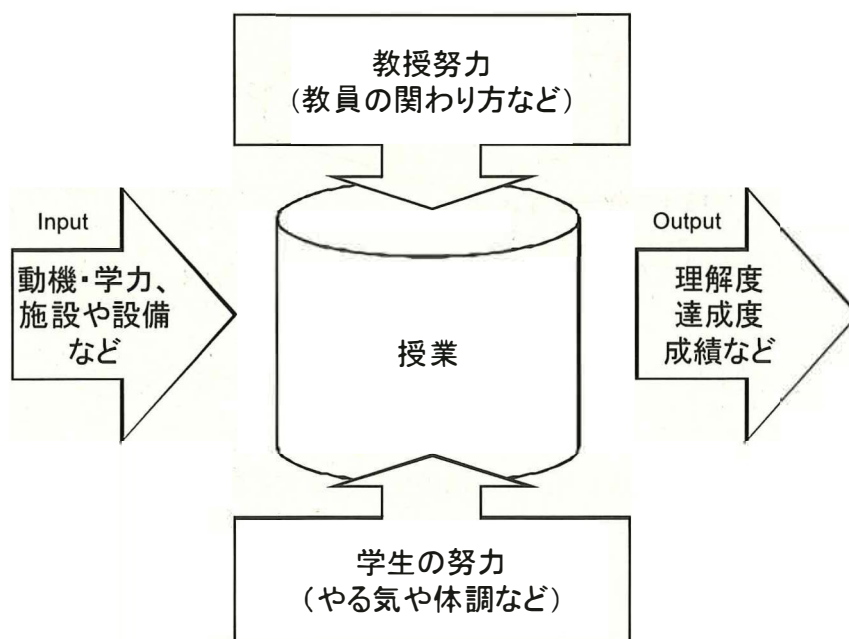 教授努力
(教員の関わり方など)
Input
動機・学力、
施設や設備
など
授業
Output
理解度
達成度
成績など
学生の努力
(やる気や体調など)